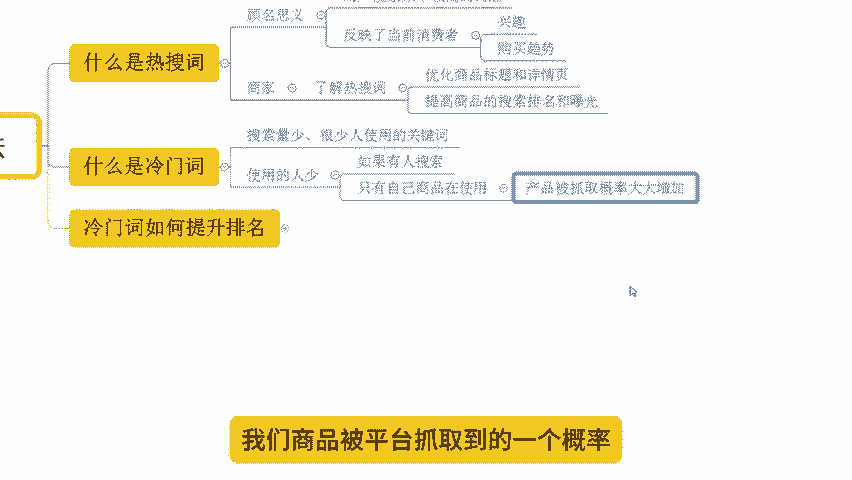 顾名思义
兴趣
反映了当前消费者
购买趋势
什么是热搜词
优化商品标题和详情页
商家
了解热搜词
提高商品的搜索排名和曝光
搜索量少、很少人使用的关键词
什么是冷门词
如果有人搜索
使用的人少
只有自己商品在使用
产品被抓取概率大大增加
冷门词如何提升排名
我们商品被平台抓取到的一个概率